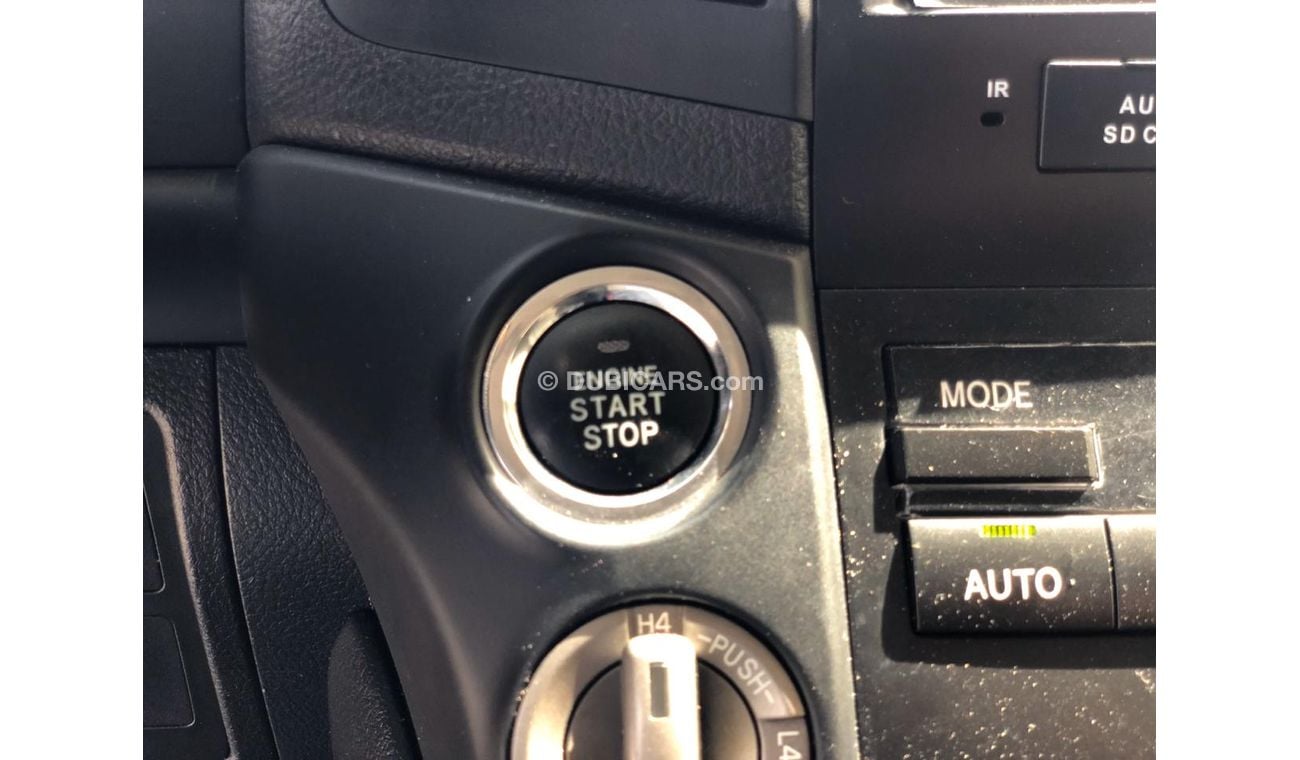 IR
AU
SD C
ENGINE
START
STOP
© DUBICARS.com
MODE
AUTO
H4
-PUSH-
L4